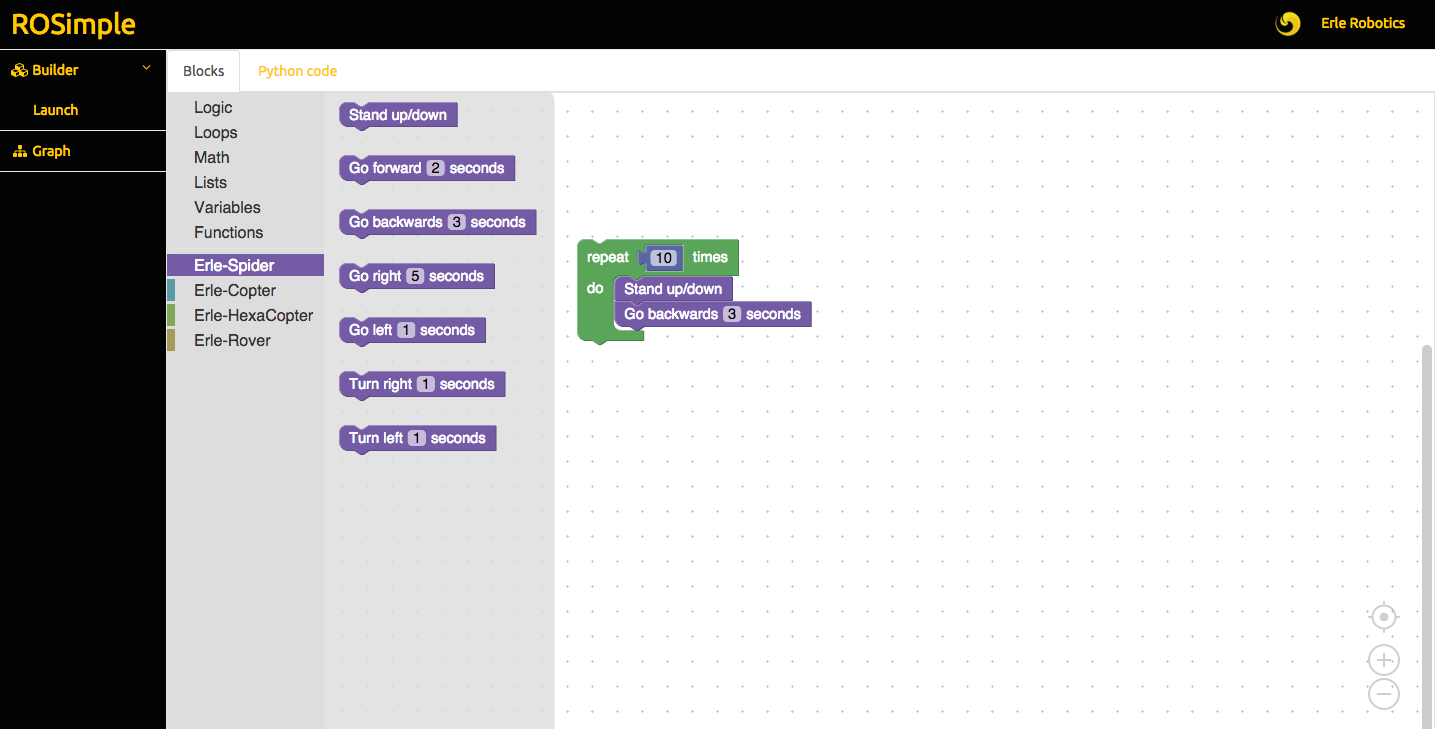 ROSimple
Erle Robotics
Builder
Launch
Graph
Blocks
Python code
Logic
Loops
Math
Lists
Variables
Functions
Erle-Spider
Erle-Copter
Erle-HexaCopter
Erle-Rover
Stand up/down
Go forward 2 seconds
Go backwards 3 seconds
Go right 5 seconds
Go left 1 seconds
Turn right 1 seconds
Turn left 1 seconds
repeat 10 times
do Stand up/down
Go backwards 3 seconds